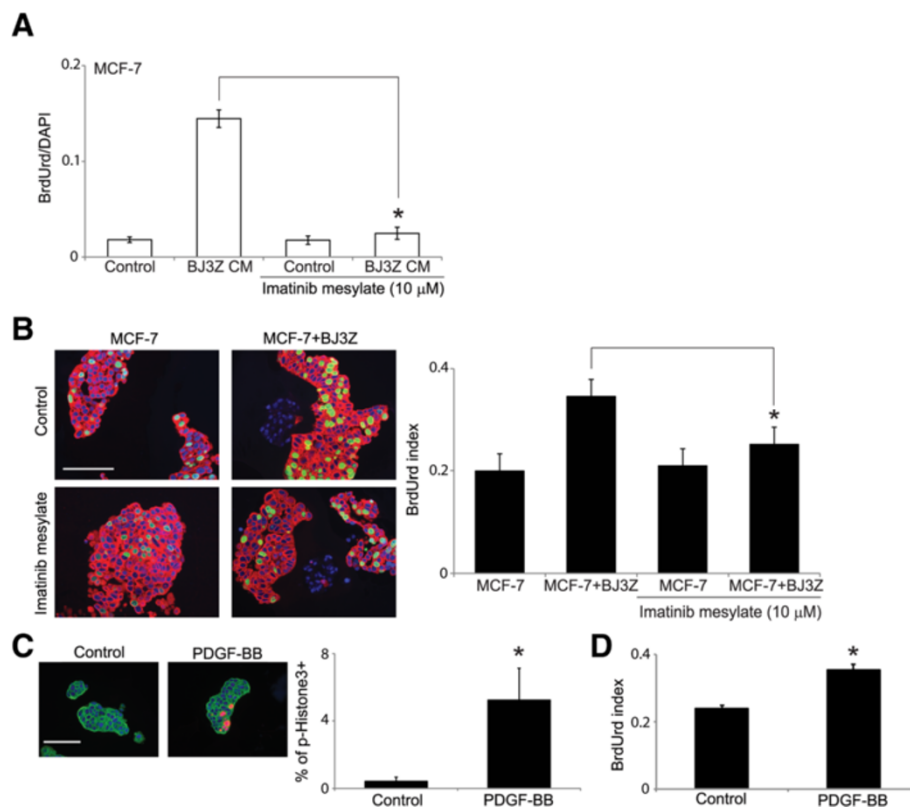 A
0.2
MCF-7
BrdUrd/DAPI
0.1
*
0
Control BJ3Z CM Control BJ3Z CM
Imatinib mesylate (10 μM)
B
MCF-7 MCF-7+BJ3Z
Control
Imatinib mesylate
0.4
*
BrdUrd index
0.2
0
MCF-7 MCF-7+BJ3Z MCF-7 MCF-7+BJ3Z
Imatinib mesylate (10 μM)
C
Control PDGF-BB
% of p-Histone3+
8
*
4
0
Control PDGF-BB
D
0.4
*
BrdUrd index
0.2
0
Control PDGF-BB